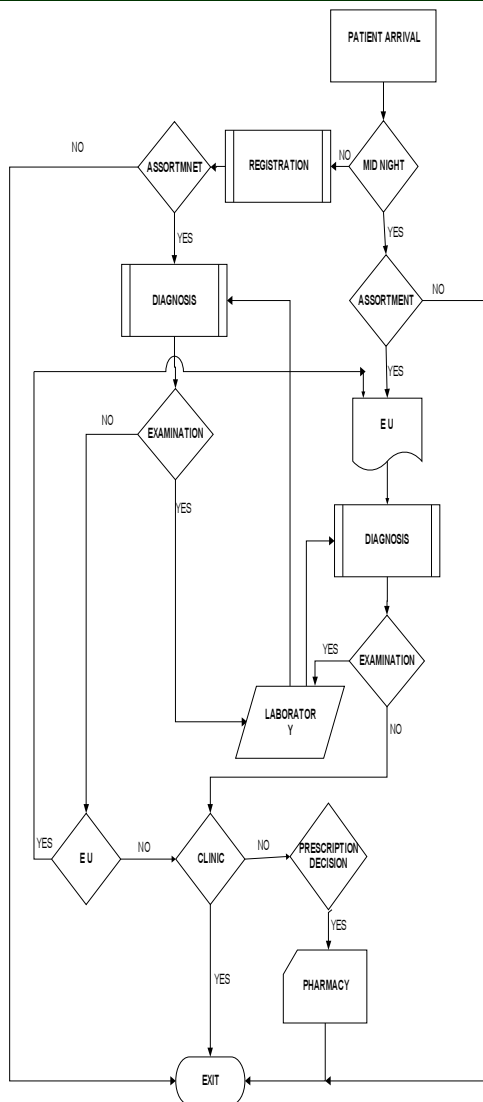 PATIENT ARRIVAL
NO
ASSORTMNET
REGISTRATION
NO
MID NIGHT
YES
YES
DIAGNOSIS
ASSORTMENT
NO
YES
NO
EXAMINATION
E U
YES
DIAGNOSIS
YES
EXAMINATION
LABORATOR
Y
NO
YES
E U
NO
CLINIC
NO
PRESCRIPTION
DECISION
YES
YES
PHARMACY
EXIT